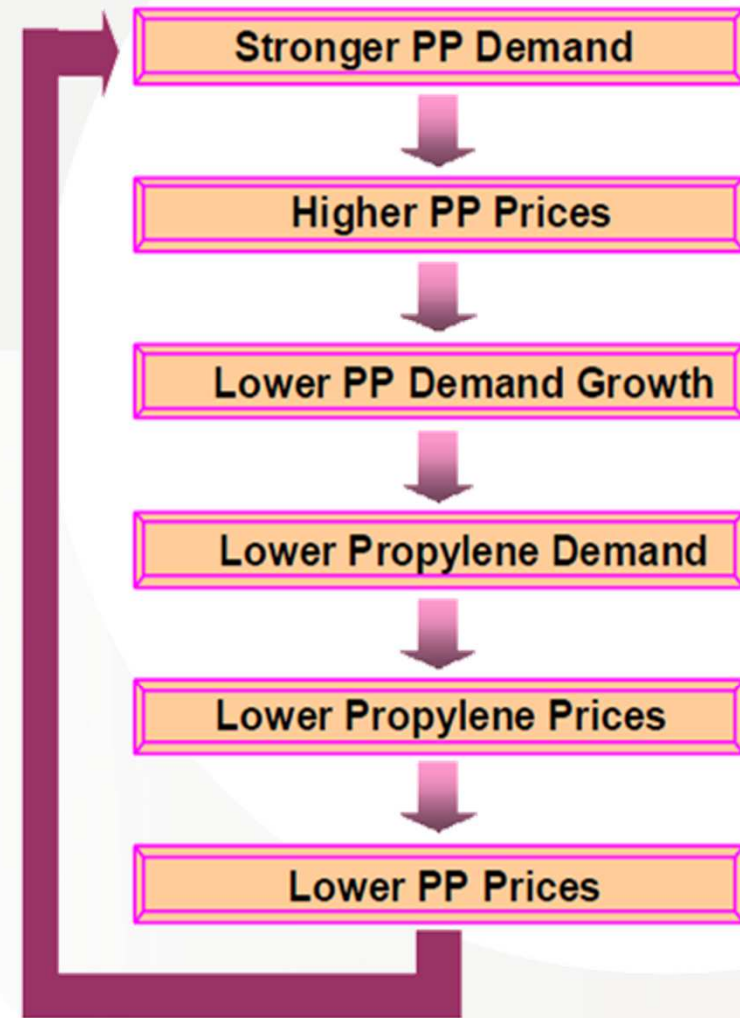 Stronger PP Demand
Higher PP Prices
Lower PP Demand Growth
Lower Propylene Demand
Lower Propylene Prices
Lower PP Prices